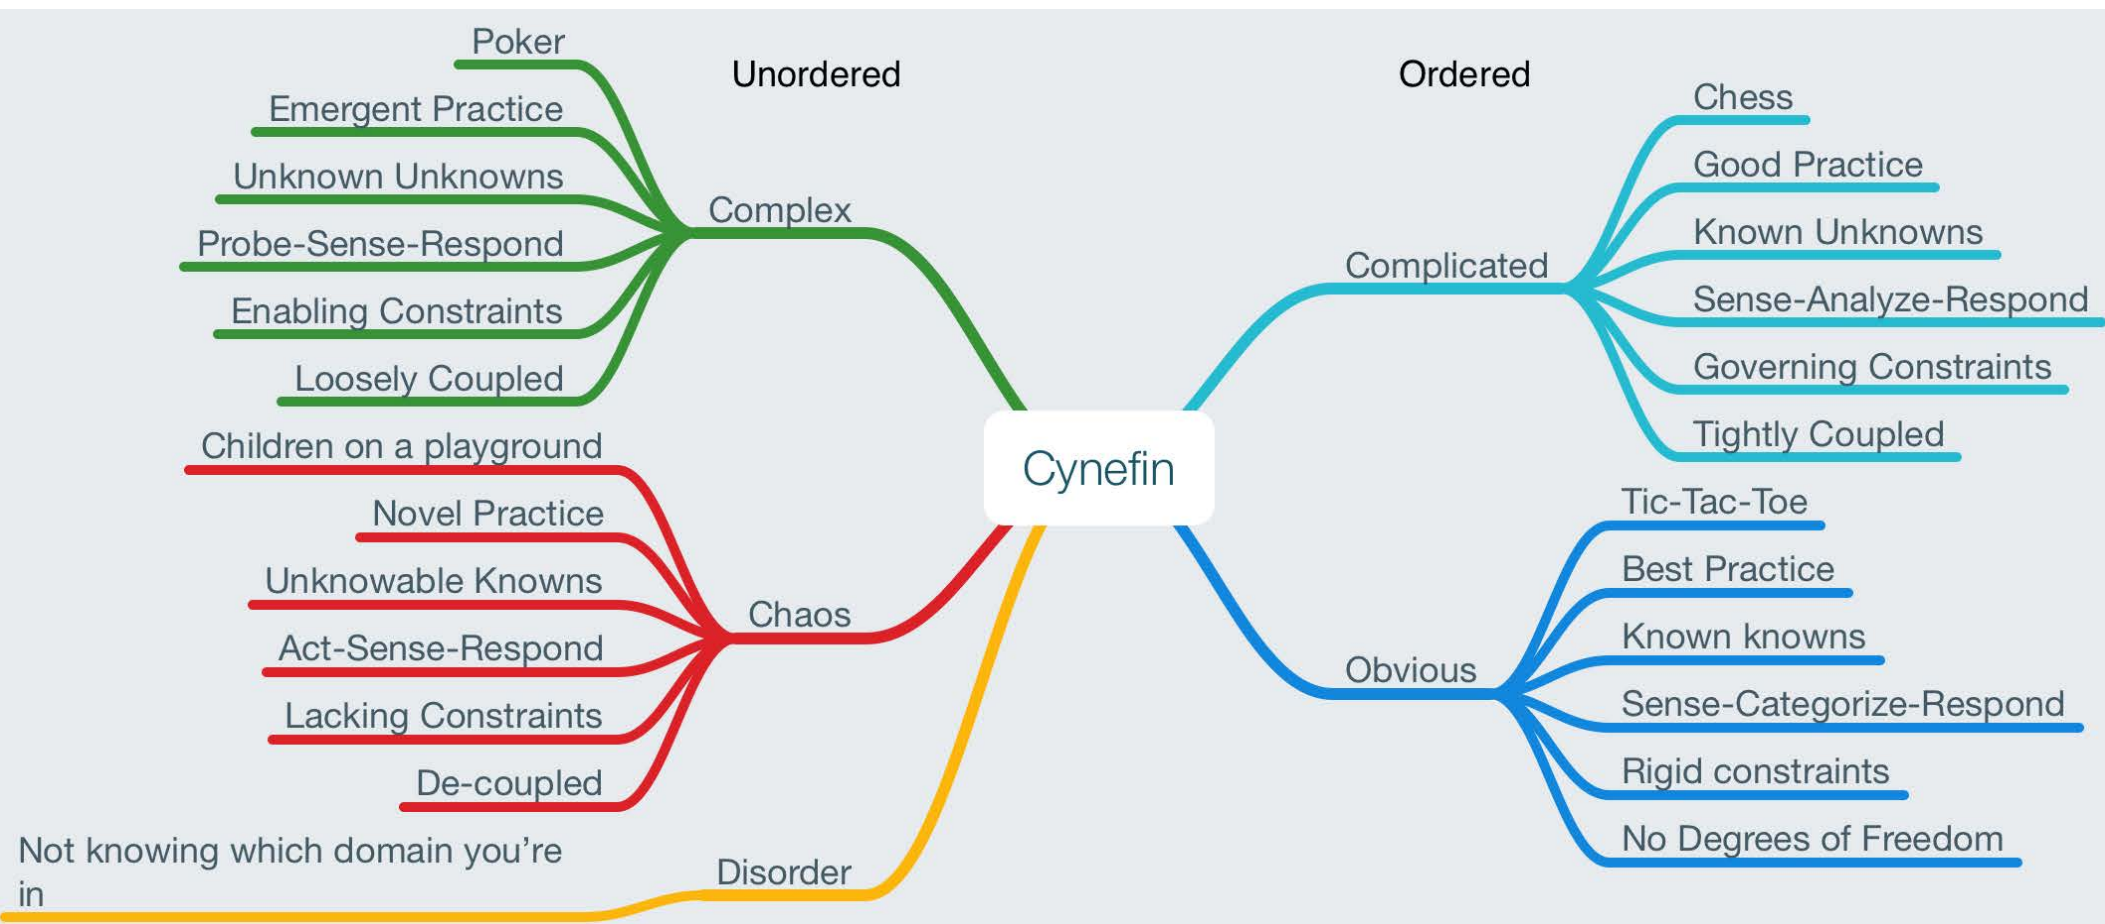 Unordered
Ordered
Cynefin
Complex
Poker
Emergent Practice
Unknown Unknowns
Probe-Sense-Respond
Enabling Constraints
Loosely Coupled
Chaos
Children on a playground
Novel Practice
Unknowable Knowns
Act-Sense-Respond
Lacking Constraints
De-coupled
Disorder
Not knowing which domain you’re
in
Complicated
Chess
Good Practice
Known Unknowns
Sense-Analyze-Respond
Governing Constraints
Tightly Coupled
Obvious
Tic-Tac-Toe
Best Practice
Known knowns
Sense-Categorize-Respond
Rigid constraints
No Degrees of Freedom